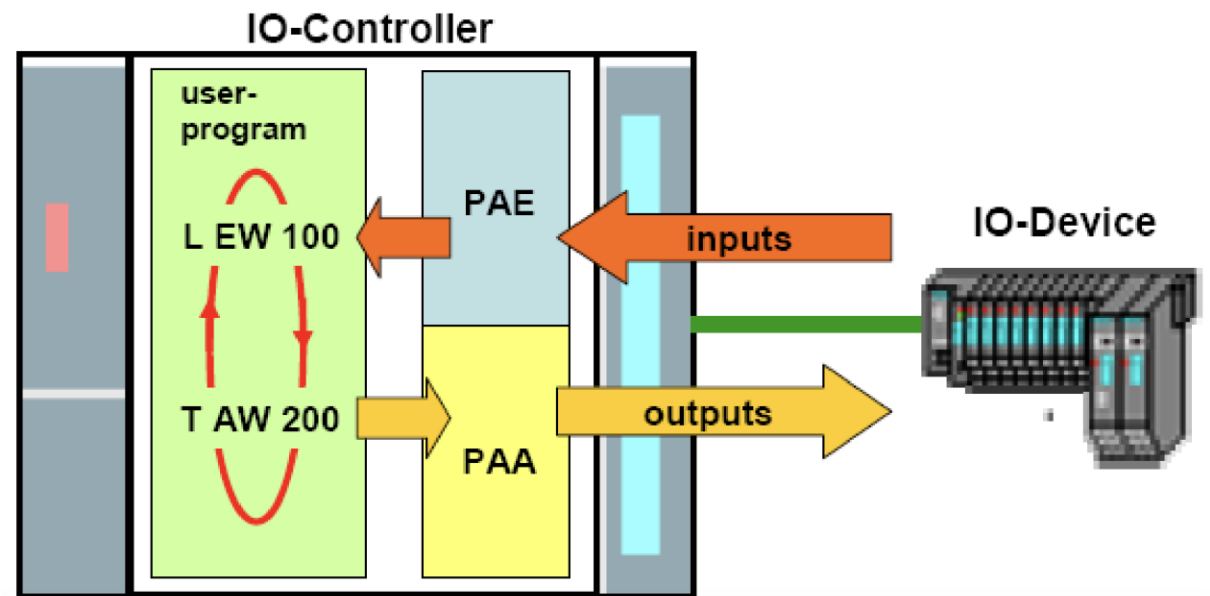 IO-Controller
user-
program
L EW 100
T AW 200
PAE
PAA
inputs
outputs
IO-Device